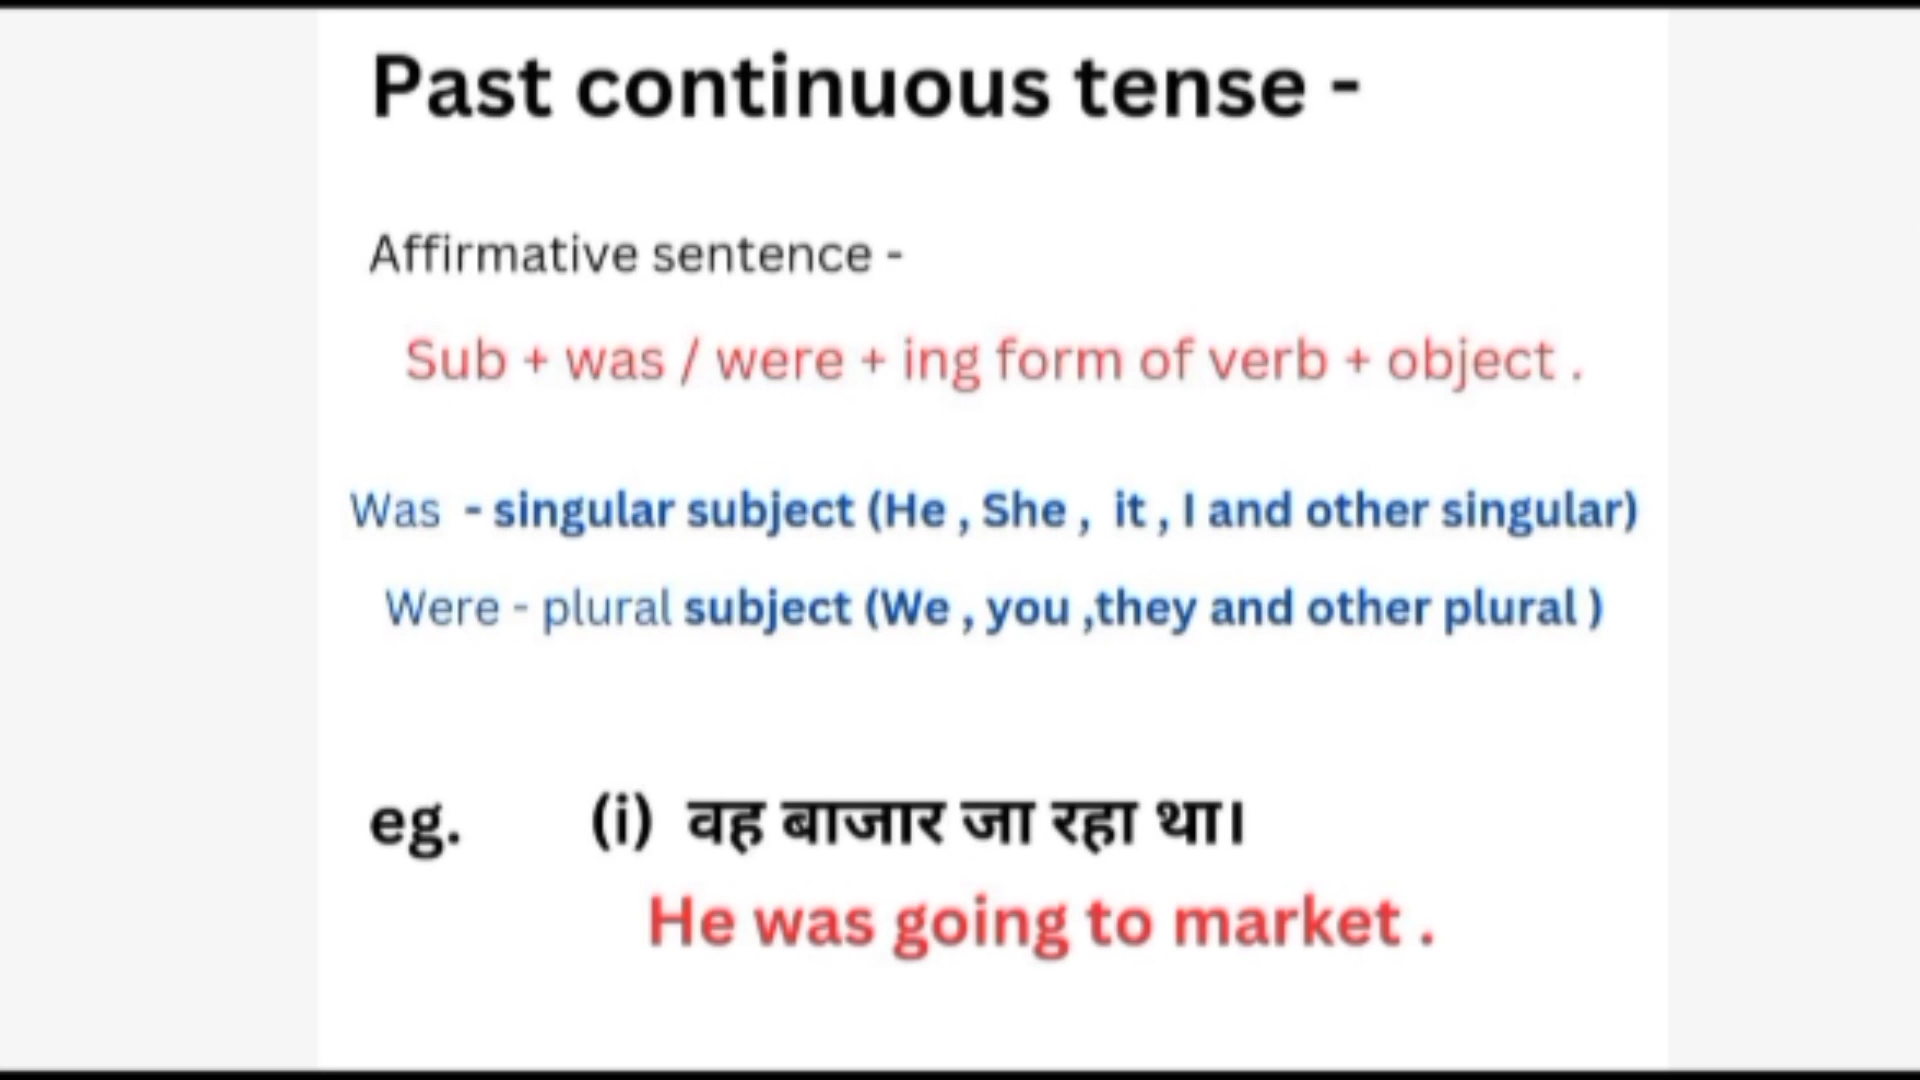 Past continuous tense -
Affirmative sentence -
Sub + was / were + ing form of verb + object .
Was - singular subject (He , She , it , I and other singular)
Were - plural subject (We , you ,they and other plural )
eg. (i) वह बाजार जा रहा था।
He was going to market .